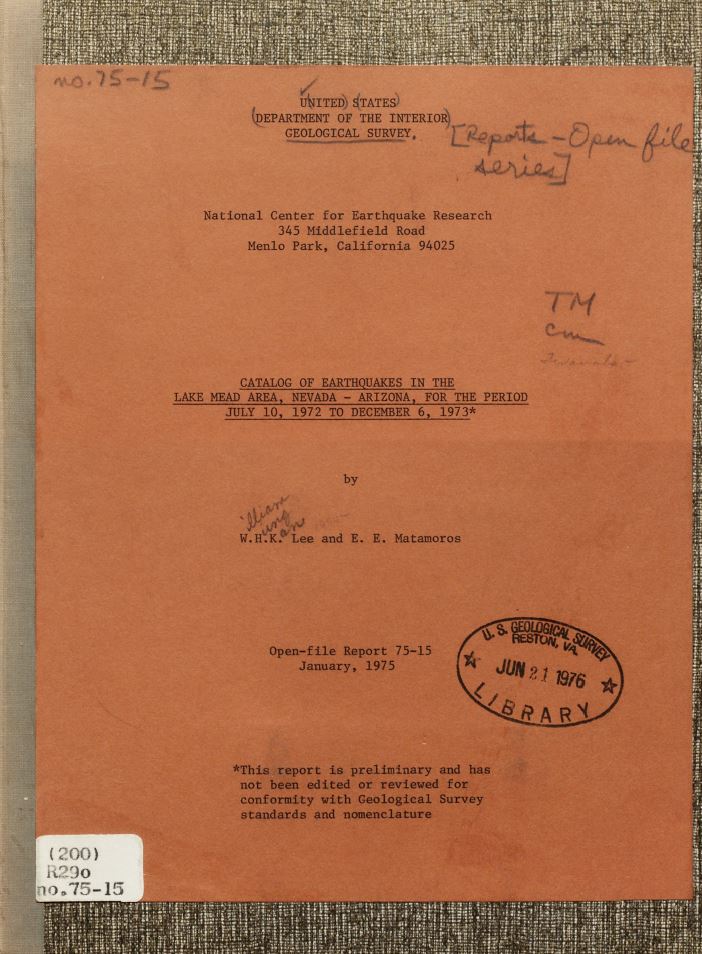 no. 75-15
UNITED STATES
(DEPARTMENT OF THE INTERIOR)
GEOLOGICAL SURVEY.
[Reports - Open file
series]
National Center for Earthquake Research
345 Middlefield Road
Menlo Park, California 94025
TM
cm
CATALOG OF EARTHQUAKES IN THE
LAKE MEAD AREA, NEVADA - ARIZONA, FOR THE PERIOD
JULY 10, 1972 TO DECEMBER 6, 1973*
by
illiam
ung
an
W.H.K. Lee and E. E. Matamoros
Open-file Report 75-15
January, 1975
U. S. GEOLOGICAL SURVEY
RESTON, VA.
JUN 21 1976
LIBRARY
*This report is preliminary and has
not been edited or reviewed for
conformity with Geological Survey
standards and nomenclature
(200)
R29o
no.75-15